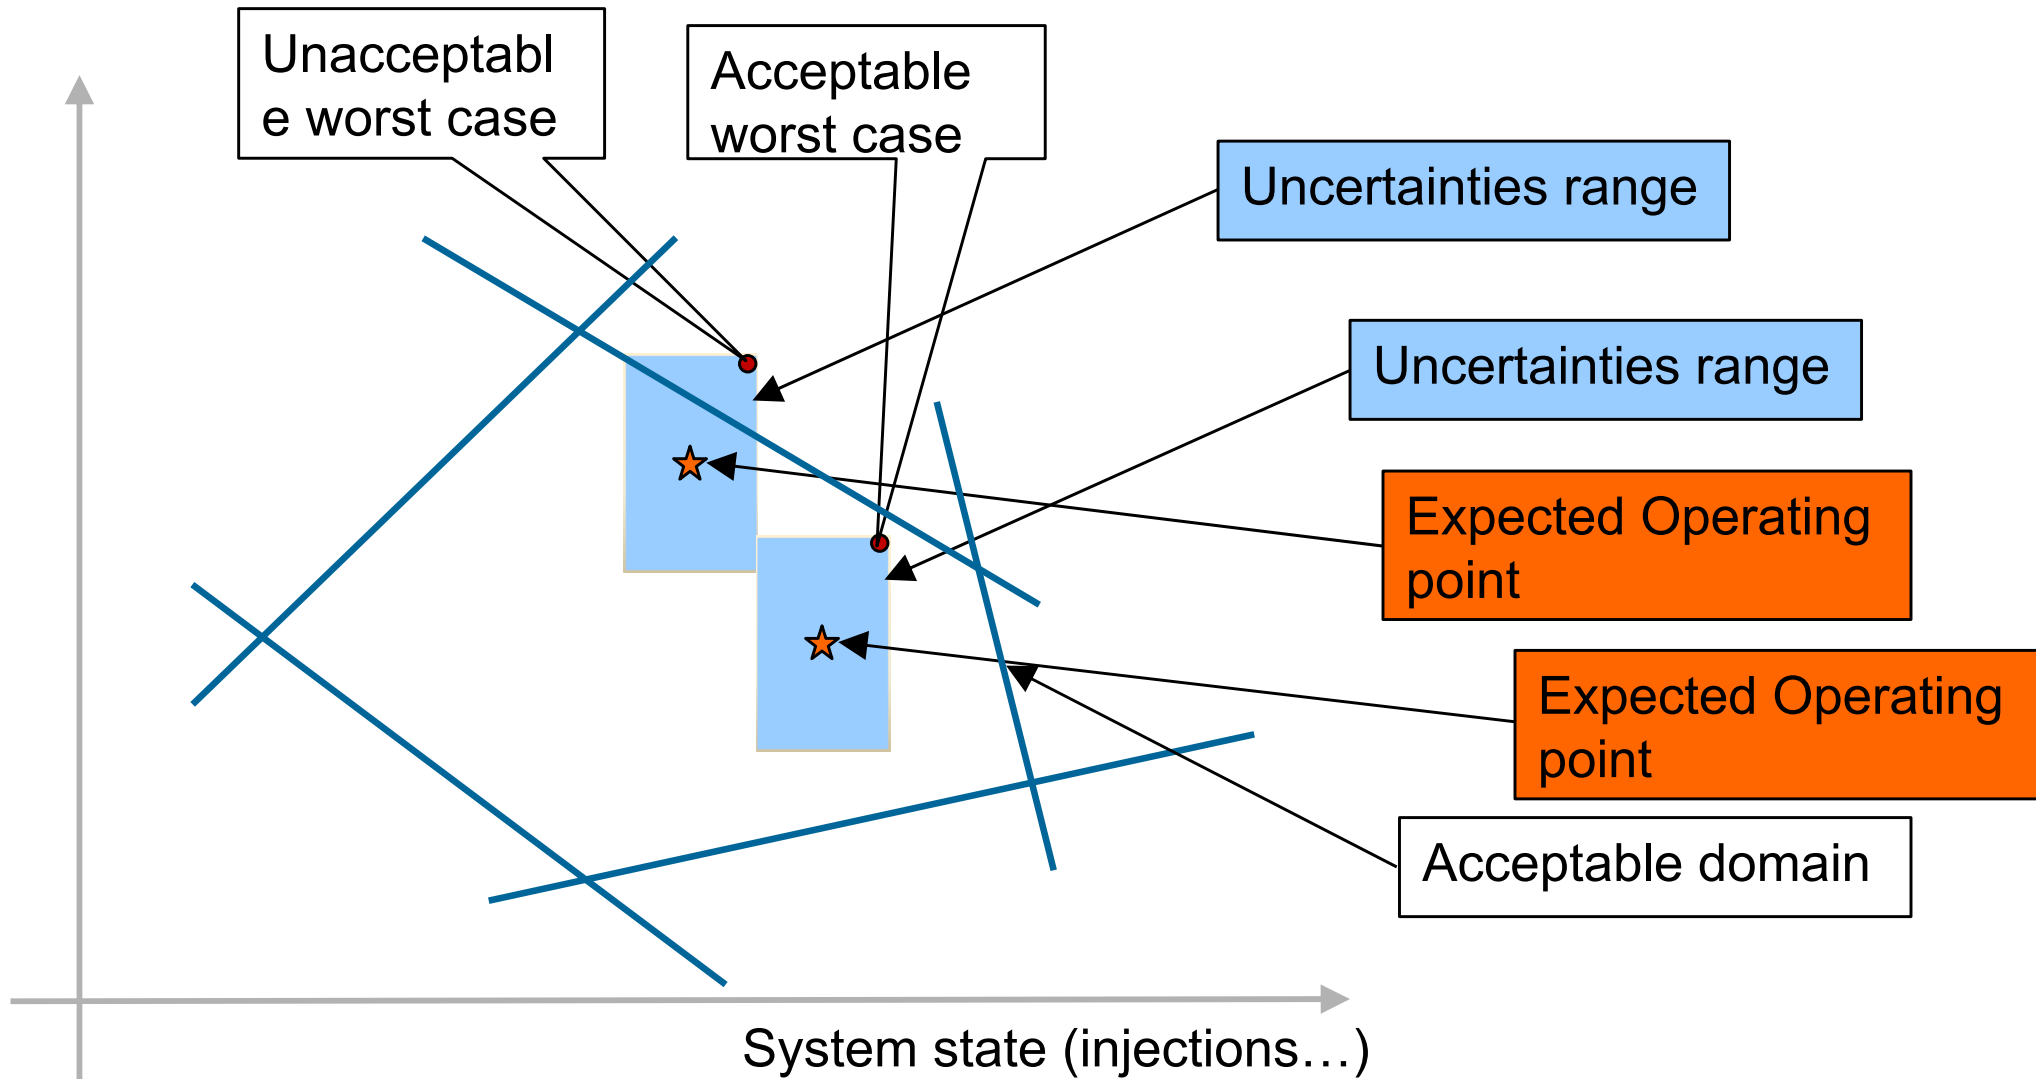 Unacceptabl
e worst case
Acceptable
worst case
Uncertainties range
Uncertainties range
Expected Operating
point
Expected Operating
point
Acceptable domain
System state (injections…)